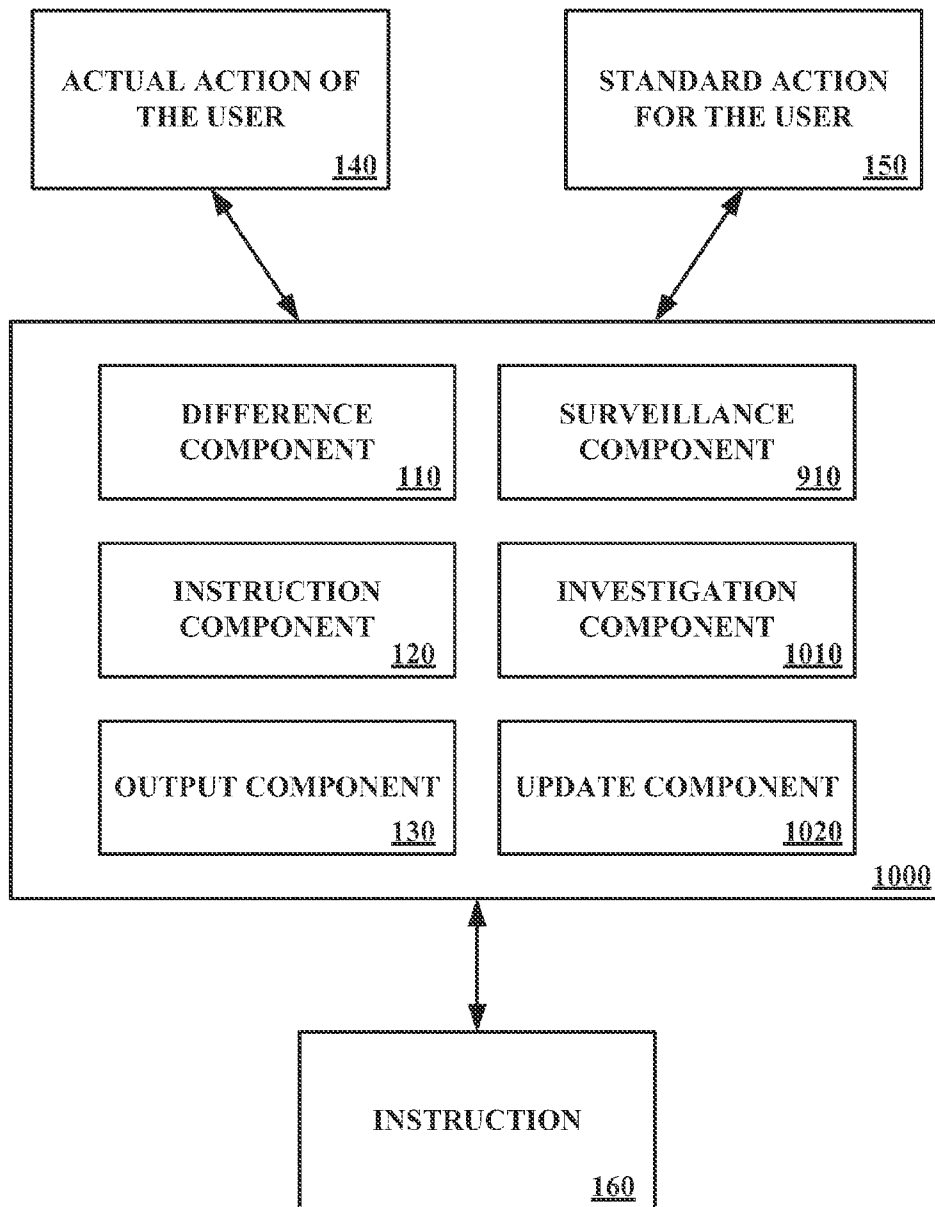 ACTUAL ACTION OF
THE USER
140
STANDARD ACTION
FOR THE USER
150
DIFFERENCE
COMPONENT
110
SURVEILLANCE
COMPONENT
910
INSTRUCTION
COMPONENT
120
INVESTIGATION
COMPONENT
1010
OUTPUT COMPONENT
130
UPDATE COMPONENT
1020
1000
INSTRUCTION
160